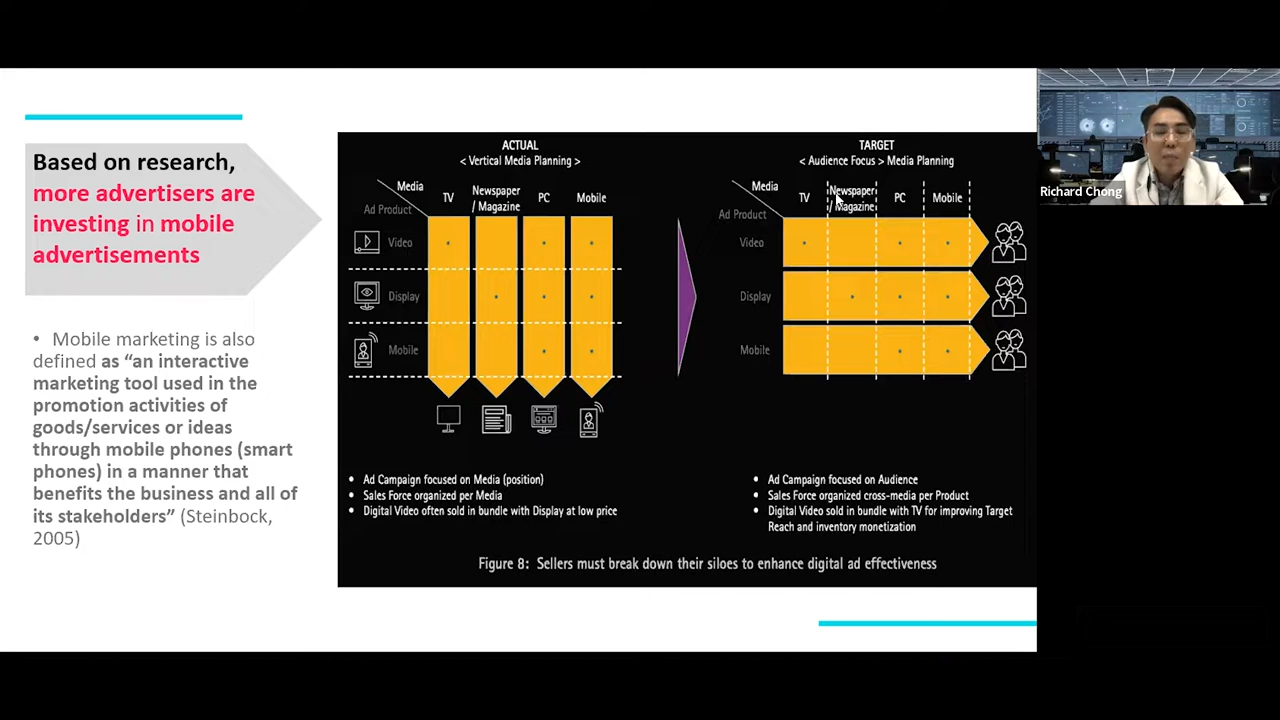 Based on research,
more advertisers are
investing in mobile
advertisements
• Mobile marketing is also
defined as “an interactive
marketing tool used in the
promotion activities of
goods/services or ideas
through mobile phones (smart
phones) in a manner that
benefits the business and all of
its stakeholders” (Steinbock,
2005)
ACTUAL
< Vertical Media Planning >
Media
Ad Product
TV
Newspaper
/ Magazine
PC
Mobile
Video
Display
Mobile
• Ad Campaign focused on Media (position)
• Sales Force organized per Media
• Digital Video often sold in bundle with Display at low price
TARGET
< Audience Focus > Media Planning
Media
Ad Product
TV
Newspaper
/ Magazine
PC
Mobile
Video
Display
Mobile
• Ad Campaign focused on Audience
• Sales Force organized cross-media per Product
• Digital Video sold in bundle with TV for improving Target
Reach and inventory monetization
Figure 8: Sellers must break down their siloes to enhance digital ad effectiveness
Richard Chong